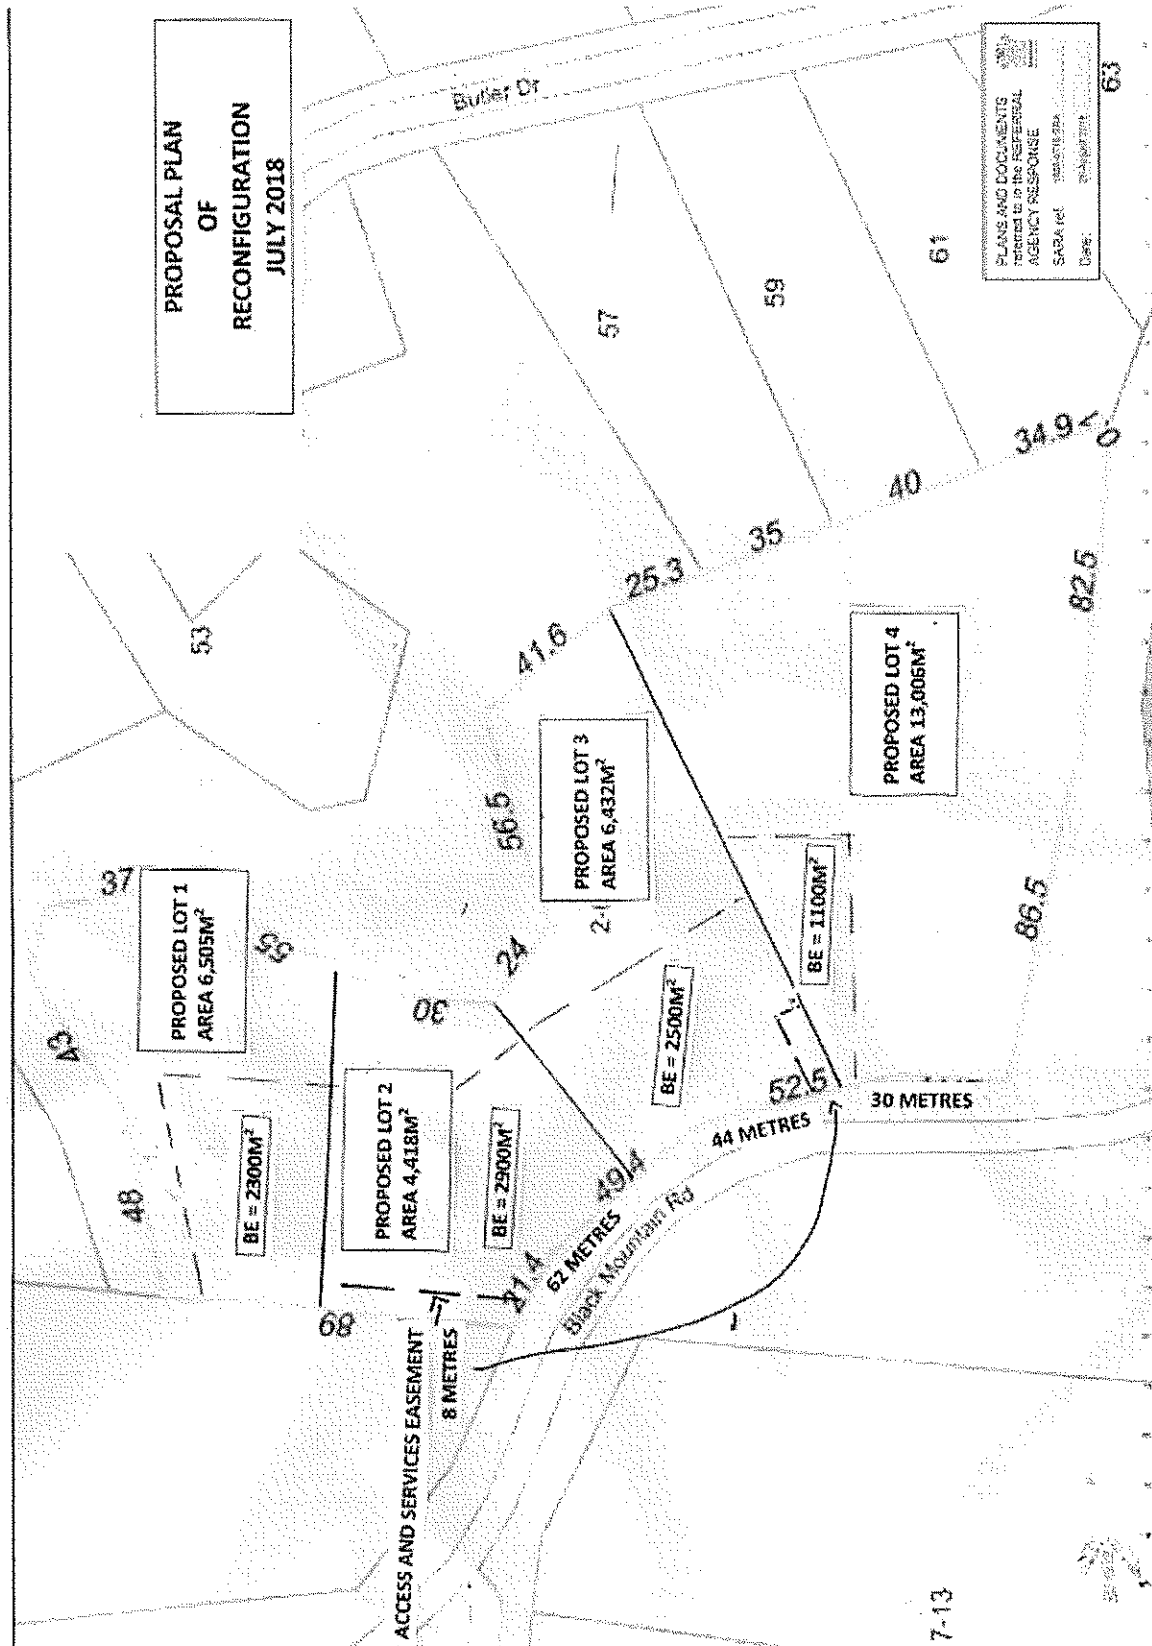 PROPOSAL PLAN
OF
RECONFIGURATION
JULY 2018
Butler Dr
PLANS AND DOCUMENTS
referred to in the REFERRAL
AGENCY RESPONSE
SARA ref:
Date:
63
61
59
57
53
37
PROPOSED LOT 1
AREA 6,505M²
43
48
55
BE = 2300M²
89
PROPOSED LOT 2
AREA 4,418M²
30
24
56.5
41.6
25.3
35
40
34.9
BE = 2900M²
21.4
62 METRES
49.4
Black Mountain Rd
PROPOSED LOT 3
AREA 6,432M²
BE = 2500M²
52.5
44 METRES
30 METRES
BE = 1100M²
PROPOSED LOT 4
AREA 13,006M²
82.5
86.5
ACCESS AND SERVICES EASEMENT
8 METRES
7-13